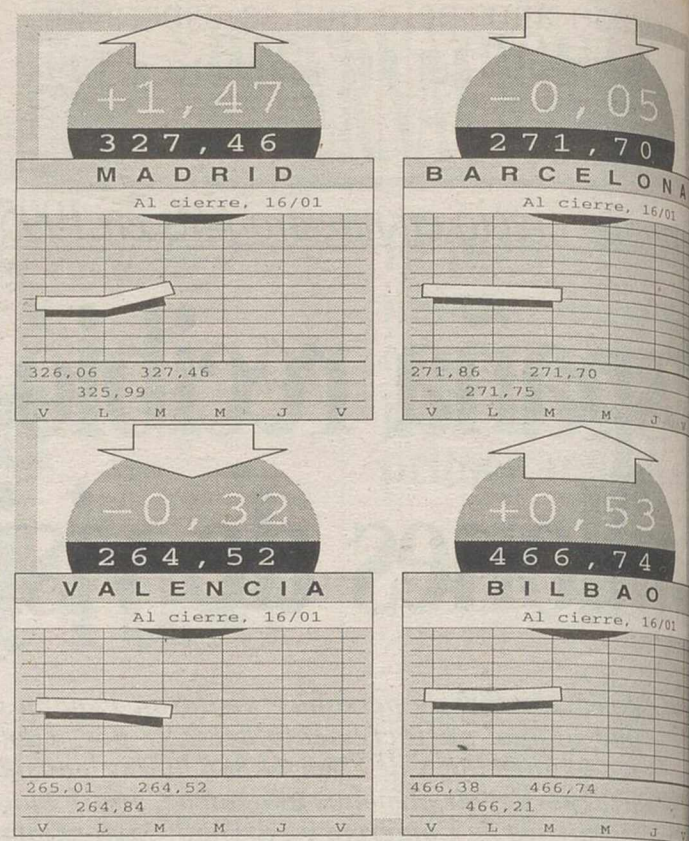 +1,47
327,46
MADRID
Al cierre, 16/01
326,06 327,46
325,99
V L M M J V
-0,05
271,70
BARCELONA
Al cierre, 16/01
271,86 271,70
271,75
V L M M J V
-0,32
264,52
VALENCIA
Al cierre, 16/01
265,01 264,52
264,84
V L M M J V
+0,53
466,74
BILBAO
Al cierre, 16/01
466,38 466,74
466,21
V L M M J